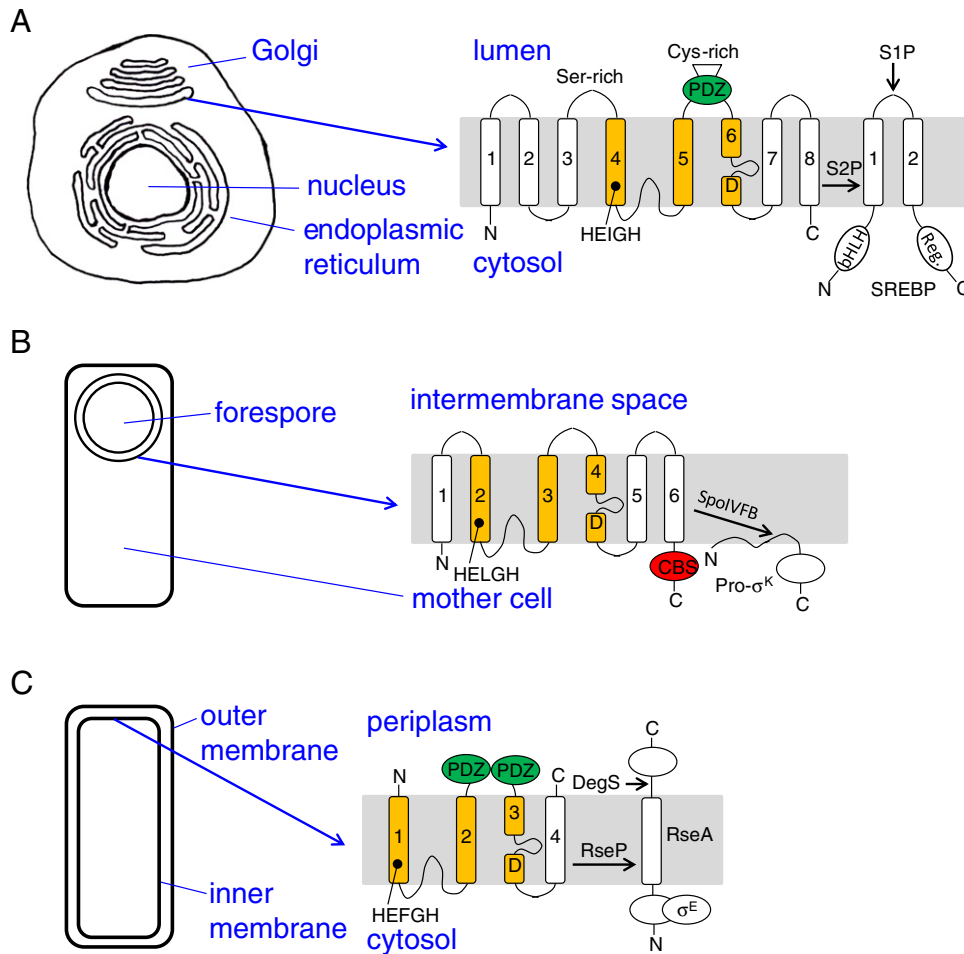 A
Golgi
nucleus
endoplasmic
reticulum
lumen
Ser-rich
Cys-rich
PDZ
S1P
1
2
3
4
5
6
D
7
8
S2P
1
2
N
HEIGH
C
cytosol
bHLH
Reg.
N
SREBP
C
B
forespore
mother cell
intermembrane space
1
2
3
4
D
5
6
SpoIVFB
N
HELGH
CBS
C
N
Pro-σᴷ
C
C
outer
membrane
inner
membrane
periplasm
N
PDZ
PDZ
C
DegS
C
1
2
3
D
4
RseP
RseA
HEFGH
cytosol
σᴱ
N